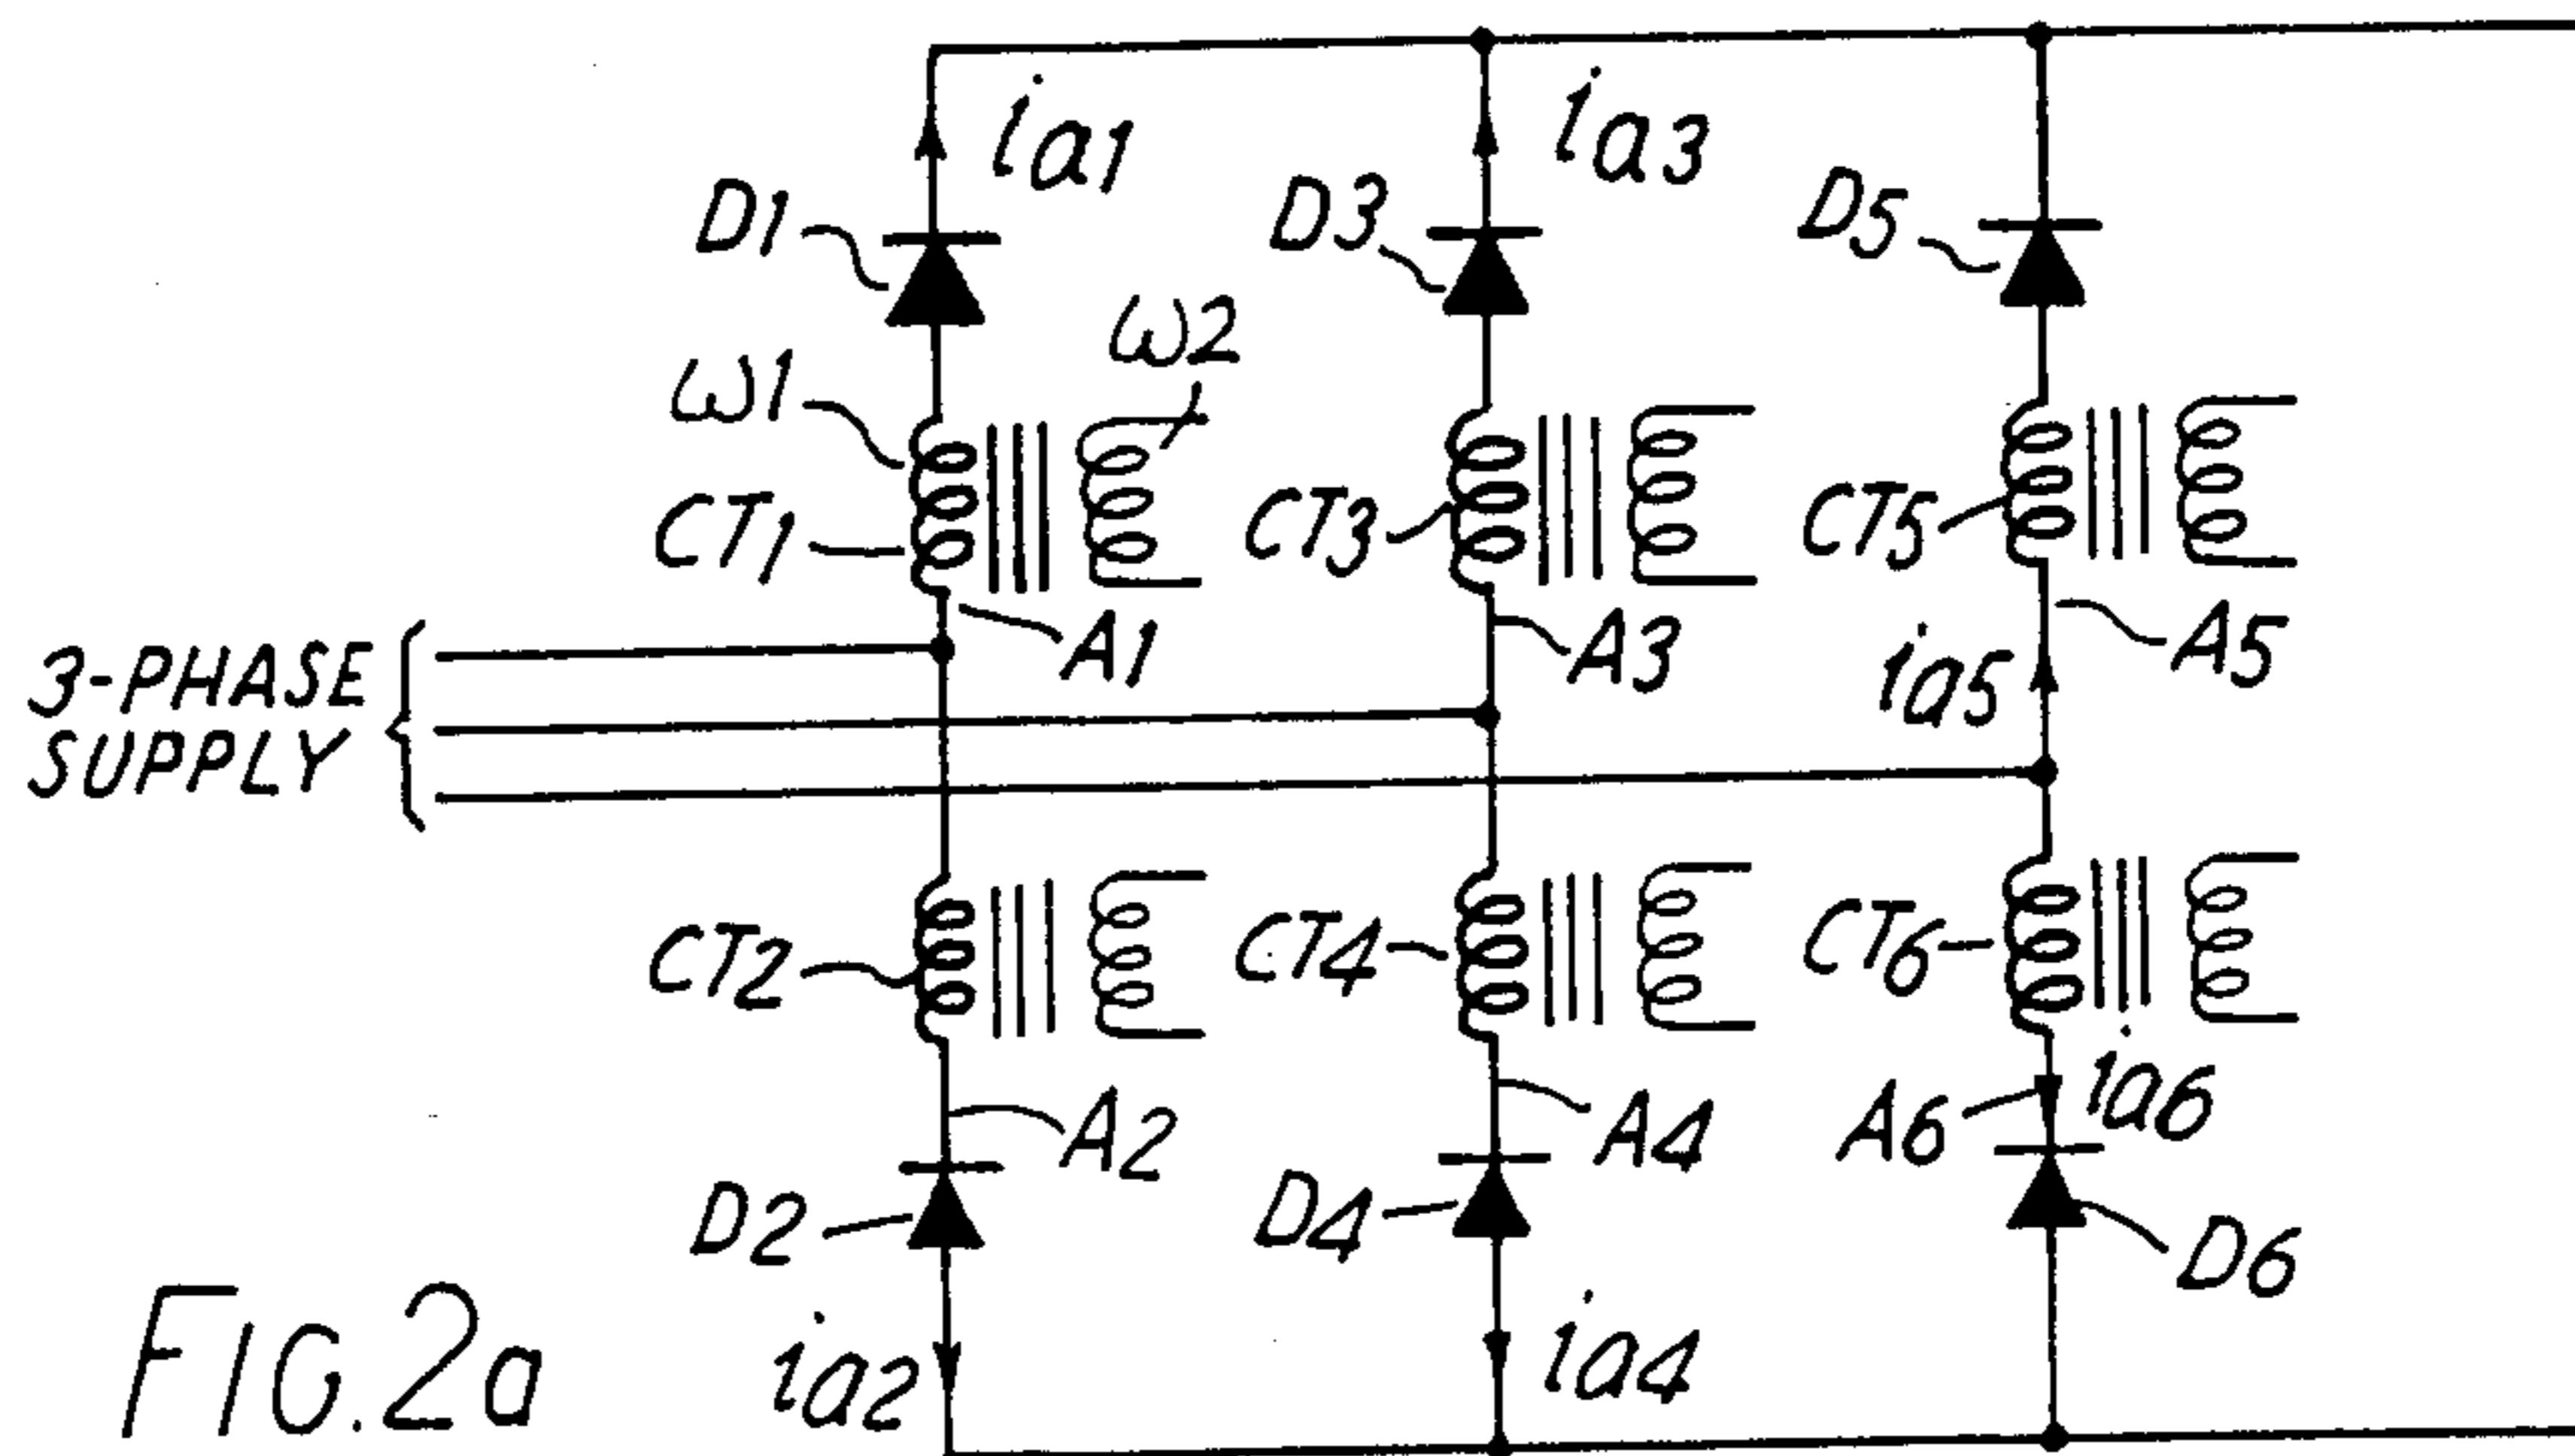 ia1
ia3
D1
D3
D5
ω1
ω2
CT1
CT3
CT5
A1
A3
A5
3-PHASE
SUPPLY
ia5
CT2
CT4
CT6
A2
A4
A6
ia6
D2
D4
D6
ia2
ia4
FIG.2a